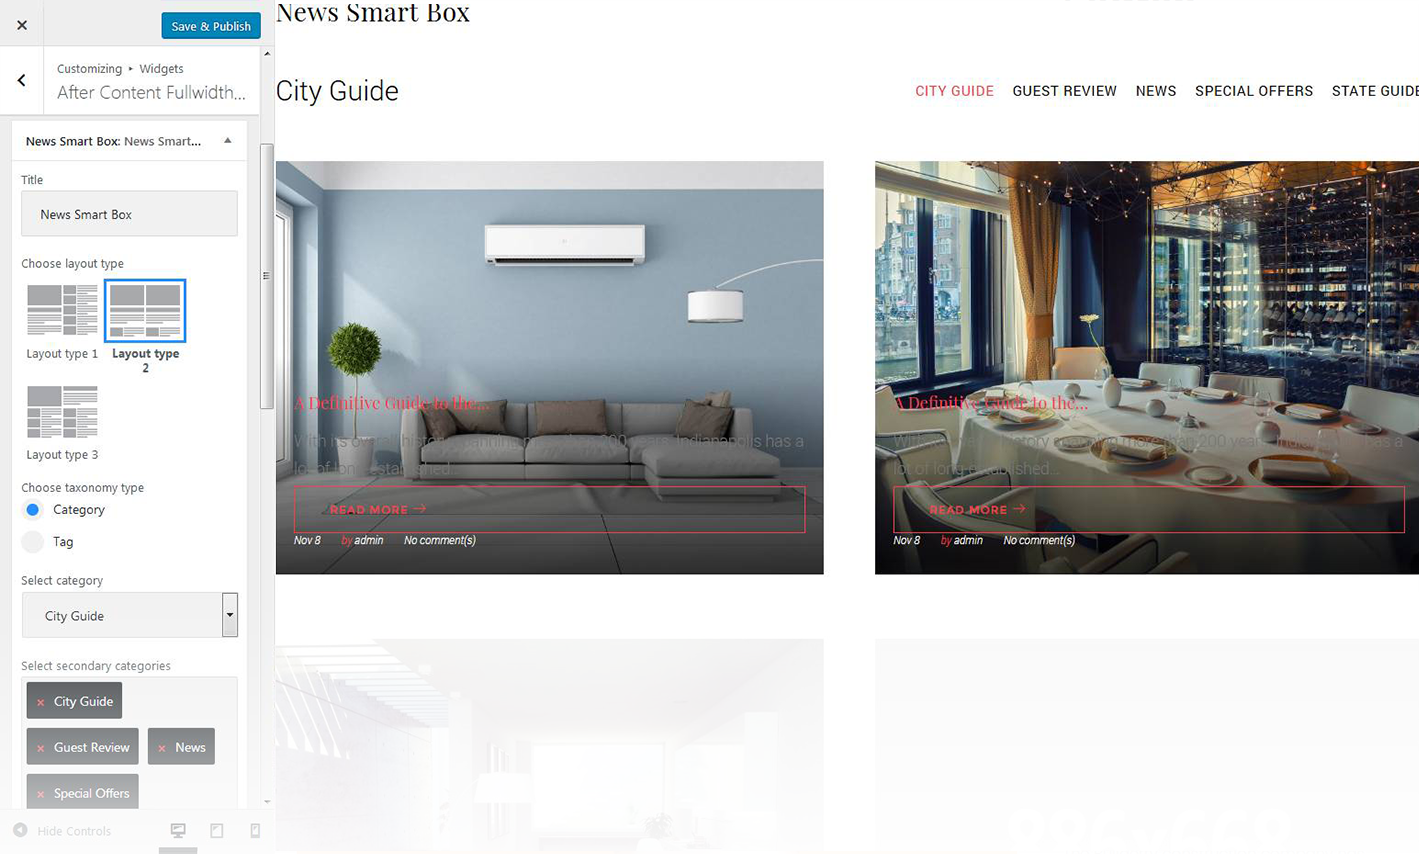 Save & Publish
Customizing ▸ Widgets
After Content Fullwidth...
News Smart Box: News Smart...
Title
News Smart Box
Choose layout type
Layout type 1
Layout type
2
Layout type 3
Choose taxonomy type
Category
Tag
Select category
City Guide
Select secondary categories
× City Guide
× Guest Review
× News
× Special Offers
Hide Controls
News Smart Box
City Guide
CITY GUIDE GUEST REVIEW NEWS SPECIAL OFFERS STATE GUIDE
A Definitive Guide to the...
With its overall history spanning more than 200 years, Indianapolis has a
lot of long established...
READ MORE →
Nov 8 by admin No comment(s)
A Definitive Guide to the...
With its overall history spanning more than 200 years, Indianapolis has a
lot of long established...
READ MORE →
Nov 8 by admin No comment(s)